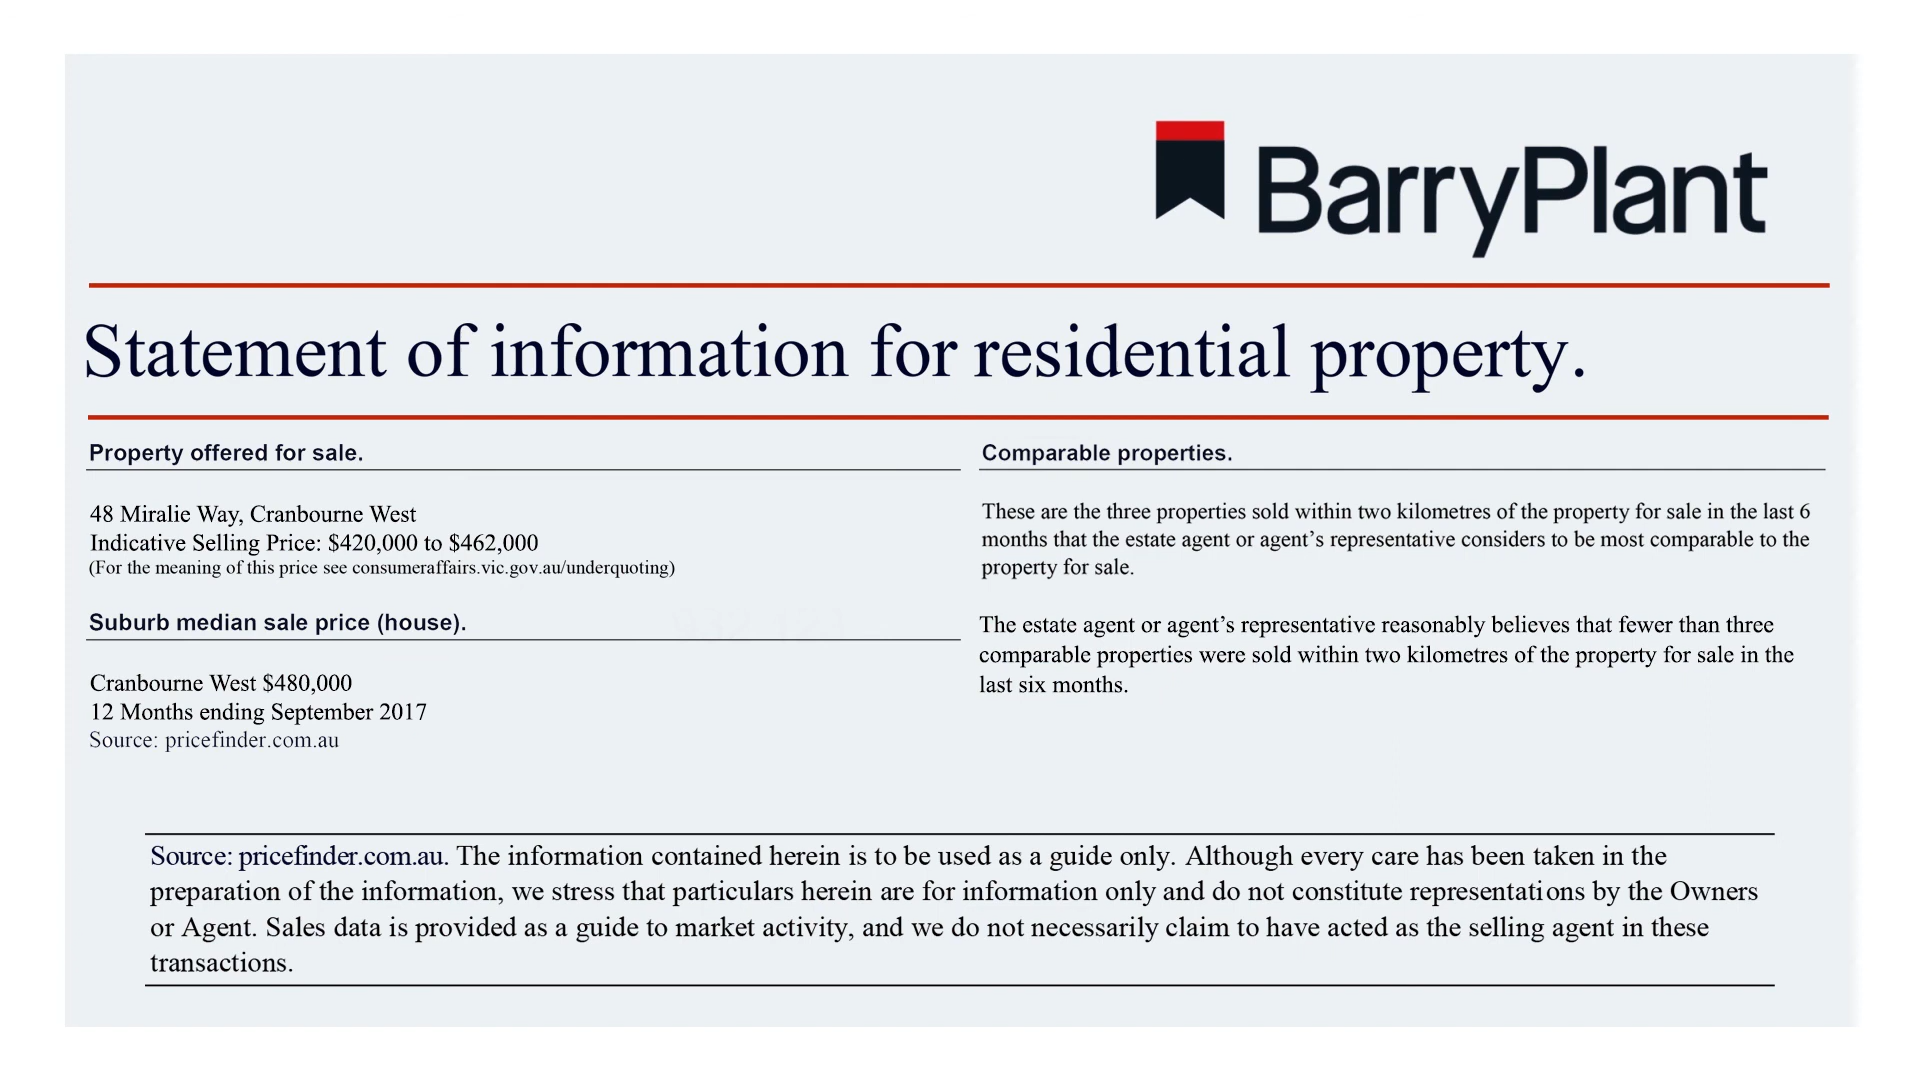 BarryPlant
Statement of information for residential property.
Property offered for sale.
48 Miralie Way, Cranbourne West
Indicative Selling Price: $420,000 to $462,000
(For the meaning of this price see consumeraffairs.vic.gov.au/underquoting)
Suburb median sale price (house).
Cranbourne West $480,000
12 Months ending September 2017
Source: pricefinder.com.au
Comparable properties.
These are the three properties sold within two kilometres of the property for sale in the last 6
months that the estate agent or agent’s representative considers to be most comparable to the
property for sale.
The estate agent or agent’s representative reasonably believes that fewer than three
comparable properties were sold within two kilometres of the property for sale in the
last six months.
Source: pricefinder.com.au. The information contained herein is to be used as a guide only. Although every care has been taken in the
preparation of the information, we stress that particulars herein are for information only and do not constitute representations by the Owners
or Agent. Sales data is provided as a guide to market activity, and we do not necessarily claim to have acted as the selling agent in these
transactions.